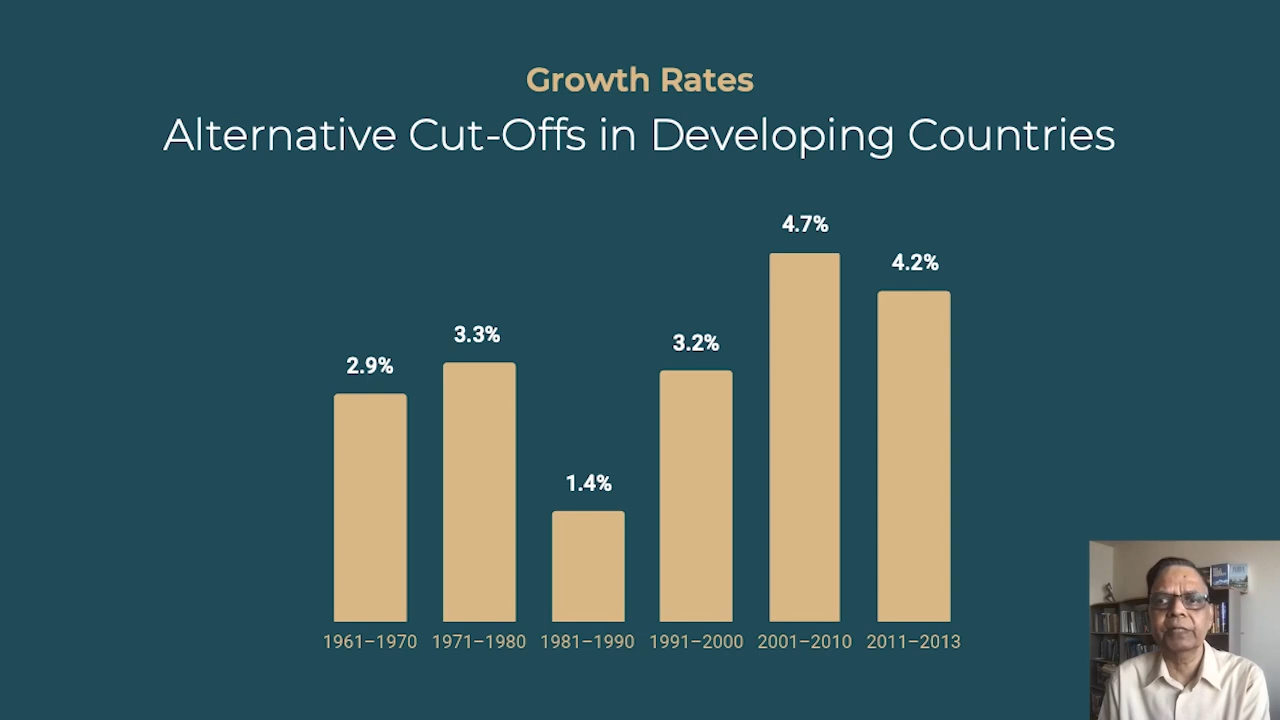 Growth Rates
Alternative Cut-Offs in Developing Countries
4.7%
4.2%
3.3%
3.2%
2.9%
1.4%
1961–1970 1971–1980 1981–1990 1991–2000 2001–2010 2011–2013